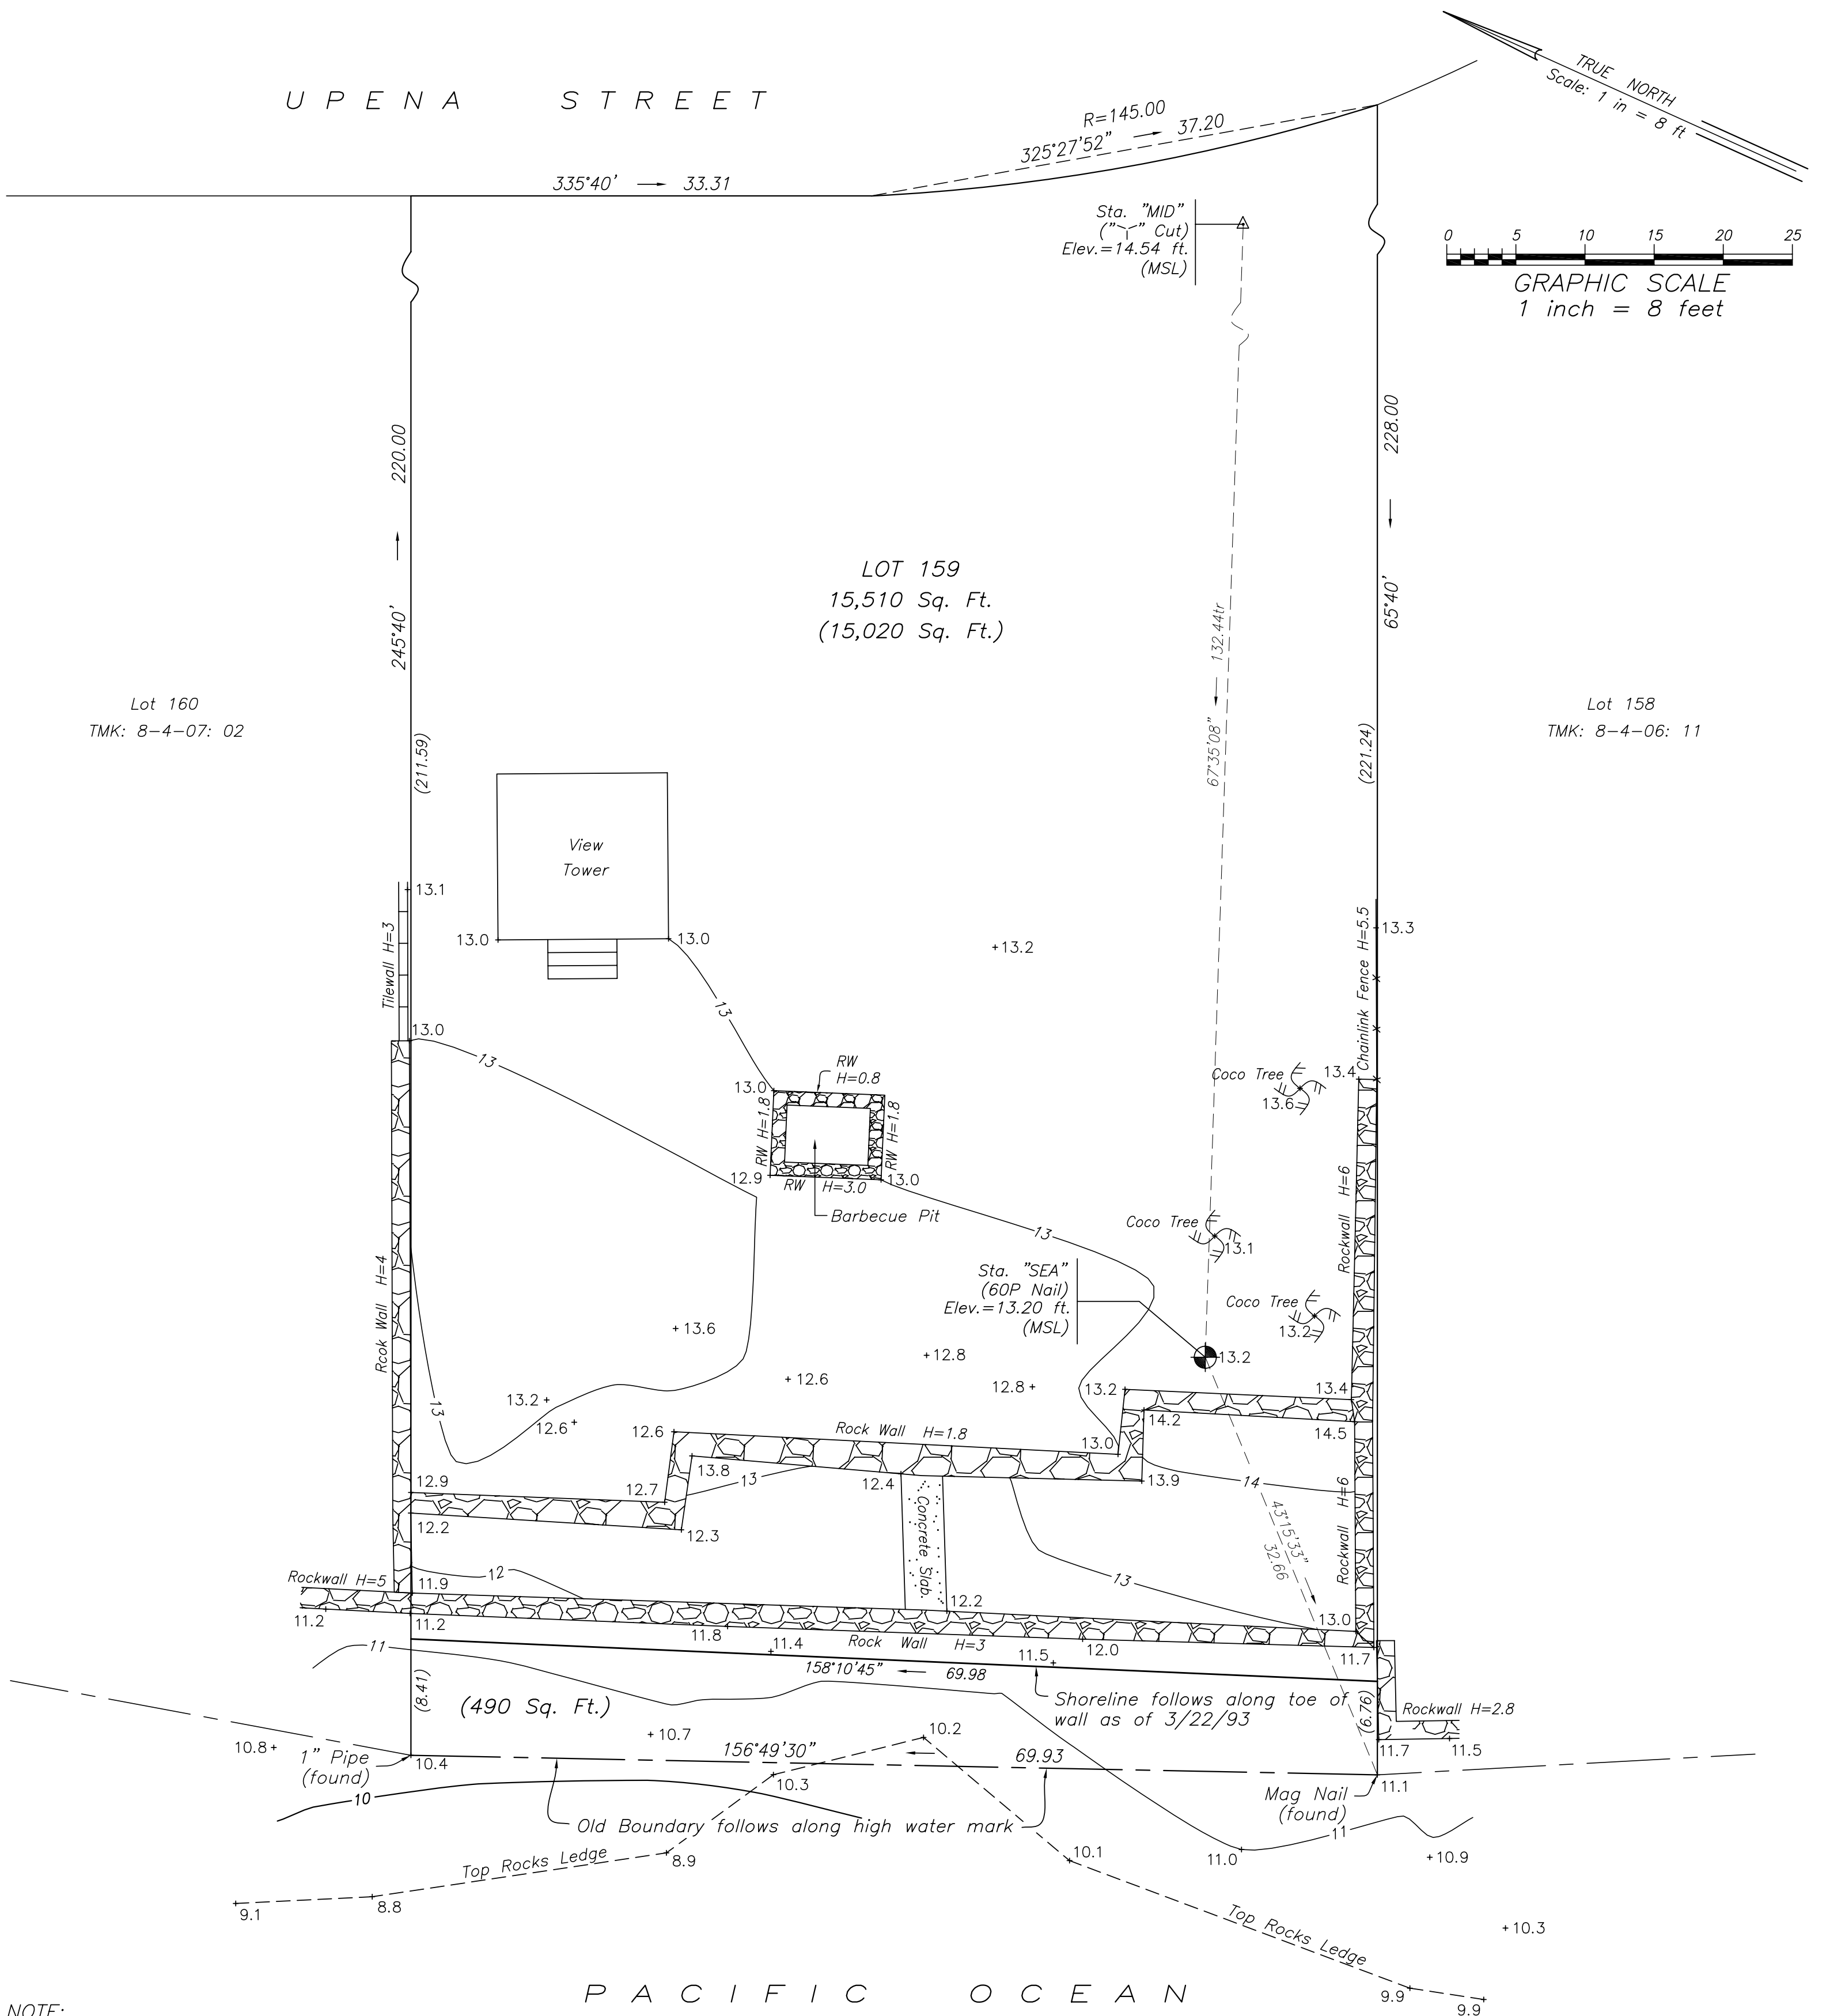 UPENA STREET
TRUE NORTH
Scale: 1 in = 8 ft
R=145.00
325°27'52" 37.20
335°40' 33.31
Sta. "MID"
("Y" Cut)
Elev.=14.54 ft.
(MSL)
0 5 10 15 20 25
GRAPHIC SCALE
1 inch = 8 feet
220.00
245°40'
(211.59)
228.00
65°40'
(221.24)
132.44tr
67°35'08"
LOT 159
15,510 Sq. Ft.
(15,020 Sq. Ft.)
Lot 160
TMK: 8-4-07: 02
Lot 158
TMK: 8-4-06: 11
View
Tower
13.1
13.0
13.0
Tilewall H=3
13.2
13.3
Chainlink Fence H=5.5
13
13.0
13
RW
H=0.8
13.0
RW H=1.8
RW H=1.8
12.9
RW H=3.0
13.0
Barbecue Pit
Coco Tree
13.6
13.4
Coco Tree
13.1
Rockwall H=6
13
Sta. "SEA"
(60P Nail)
Elev.=13.20 ft.
(MSL)
Coco Tree
13.2
13.2
Rcok Wall H=4
13.6
12.8
12.6
12.8
13.2
12.6
13
13.2
13.4
14.2
14.5
12.6
Rock Wall H=1.8
13.0
13.8
13
12.4
13.9
14
12.9
12.7
12.2
12.3
Concrete Slab.
43°15'33"
32.66
Rockwall H=6
13
12
Rockwall H=5
11.9
12.2
13.0
11.2
11.2
11.8
11.4
Rock Wall H=3
11.5
12.0
11.7
11
158°10'45" 69.98
(8.41)
(490 Sq. Ft.)
Shoreline follows along toe of
wall as of 3/22/93
(6.76)
Rockwall H=2.8
11.7
11.5
10.8
1" Pipe
(found)
10.4
10.7
156°49'30" 69.93
10.2
10.3
11.1
Mag Nail
(found)
10
Old Boundary follows along high water mark
11
11.0
10.9
Top Rocks Ledge
8.9
10.1
9.1
8.8
Top Rocks Ledge
10.3
9.9
9.9
PACIFIC OCEAN
NOTE: